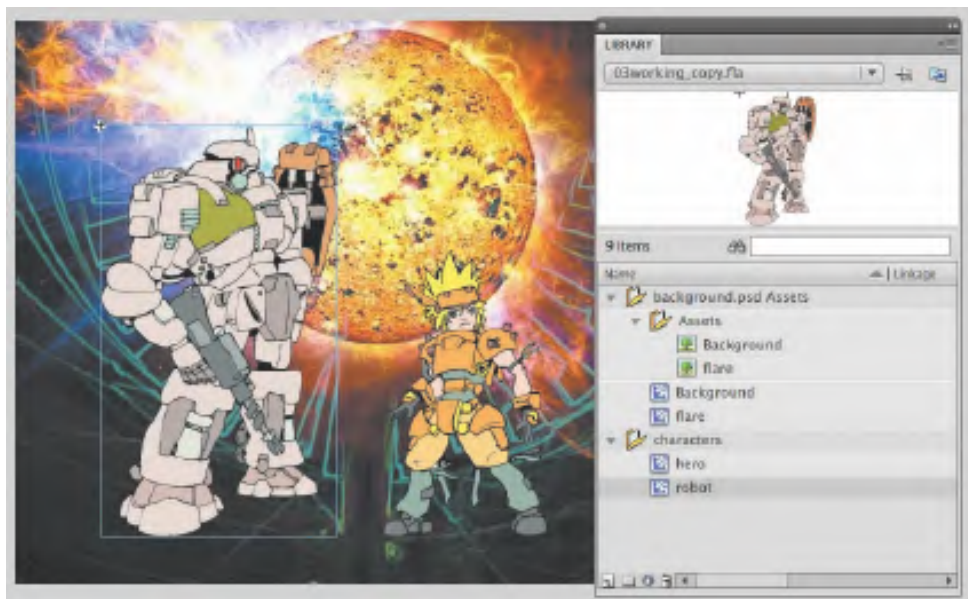 LIBRARY
03working_copy.fla
9 items
Name
Linkage
background.psd Assets
Assets
Background
flare
Background
flare
characters
hero
robot